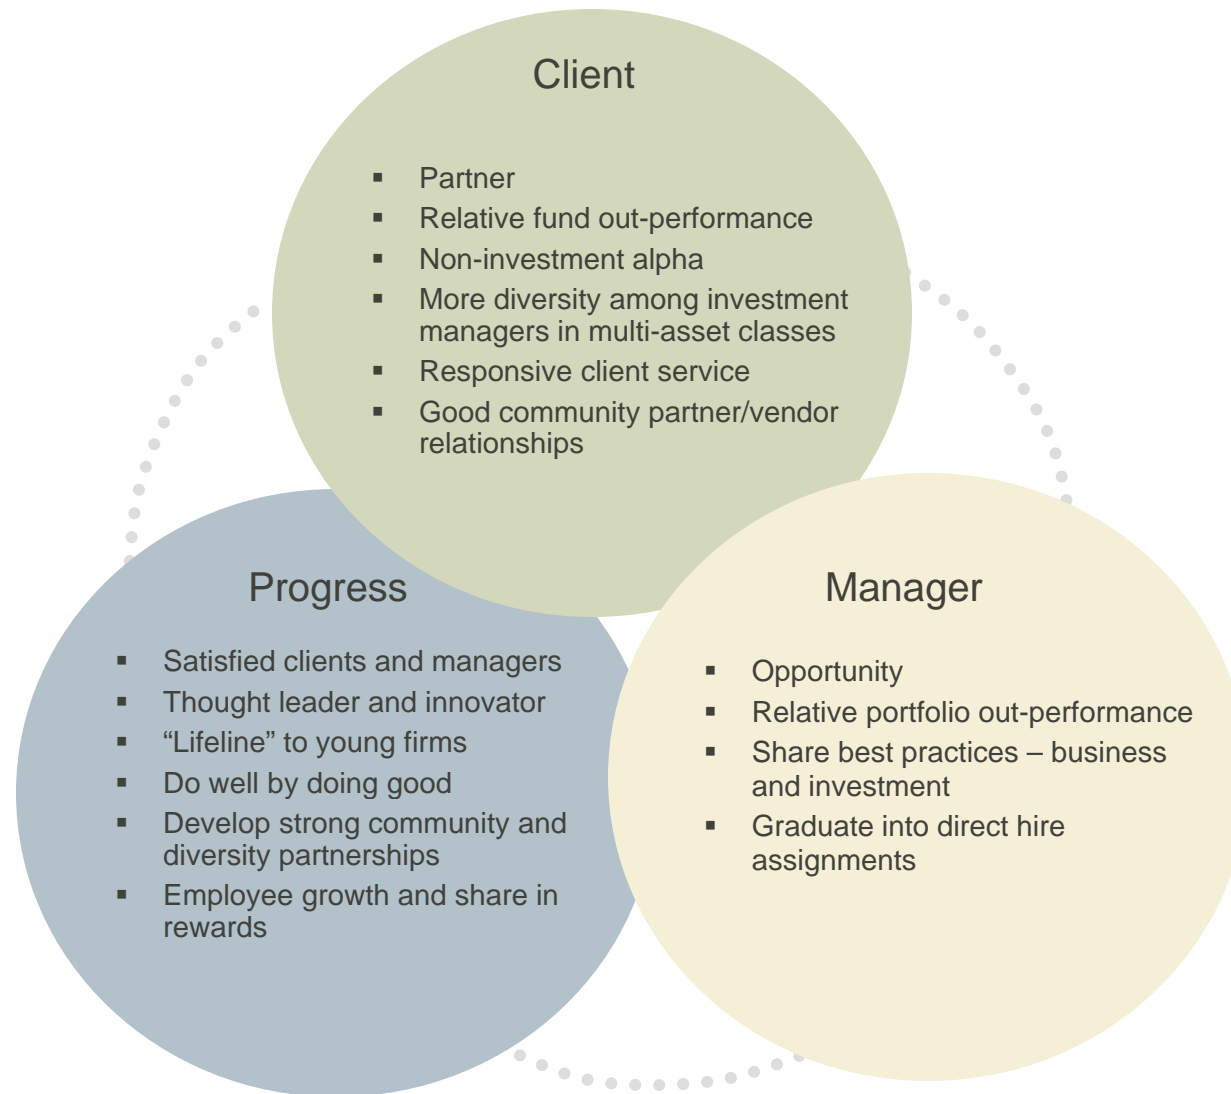 Client
▪ Partner
▪ Relative fund out-performance
▪ Non-investment alpha
▪ More diversity among investment
managers in multi-asset classes
▪ Responsive client service
▪ Good community partner/vendor
relationships
Progress
▪ Satisfied clients and managers
▪ Thought leader and innovator
▪ “Lifeline” to young firms
▪ Do well by doing good
▪ Develop strong community and
diversity partnerships
▪ Employee growth and share in
rewards
Manager
▪ Opportunity
▪ Relative portfolio out-performance
▪ Share best practices – business
and investment
▪ Graduate into direct hire
assignments